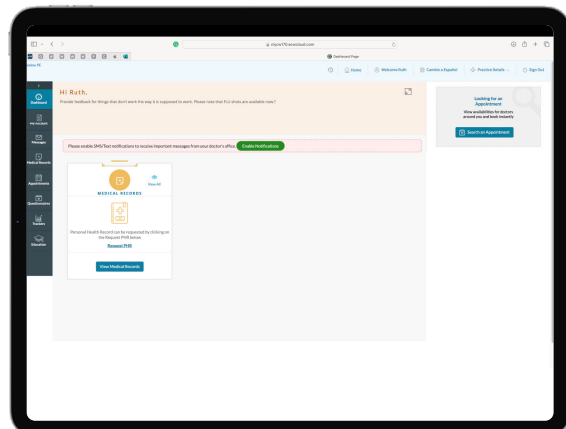 mycw170.ecwcloud.com
Dashboard Page
Home
Welcome Ruth
Cambie a Español
Practice Details
Sign Out
Dashboard
My Account
Messages
Medical Records
Appointments
Questionnaires
Trackers
Education
Hi Ruth,
Provide feedback for things that don't work the way it is supposed to work. Please note that FLU shots are available now!!
Please enable SMS/Text notifications to receive important messages from your doctor's office.
Enable Notifications
View All
MEDICAL RECORDS
Personal Health Record can be requested by clicking on
the Request PHR below
Request PHR
View Medical Records
Looking for an
Appointment
View availabilities for doctors
around you and book instantly
Search an Appointment